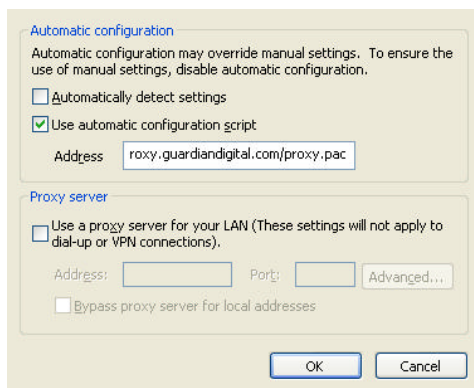 Automatic configuration
Automatic configuration may override manual settings. To ensure the
use of manual settings, disable automatic configuration.
Automatically detect settings
Use automatic configuration script
Address roxy.guardiandigital.com/proxy.pac
Proxy server
Use a proxy server for your LAN (These settings will not apply to
dial-up or VPN connections).
Address: Port: Advanced...
Bypass proxy server for local addresses
OK Cancel